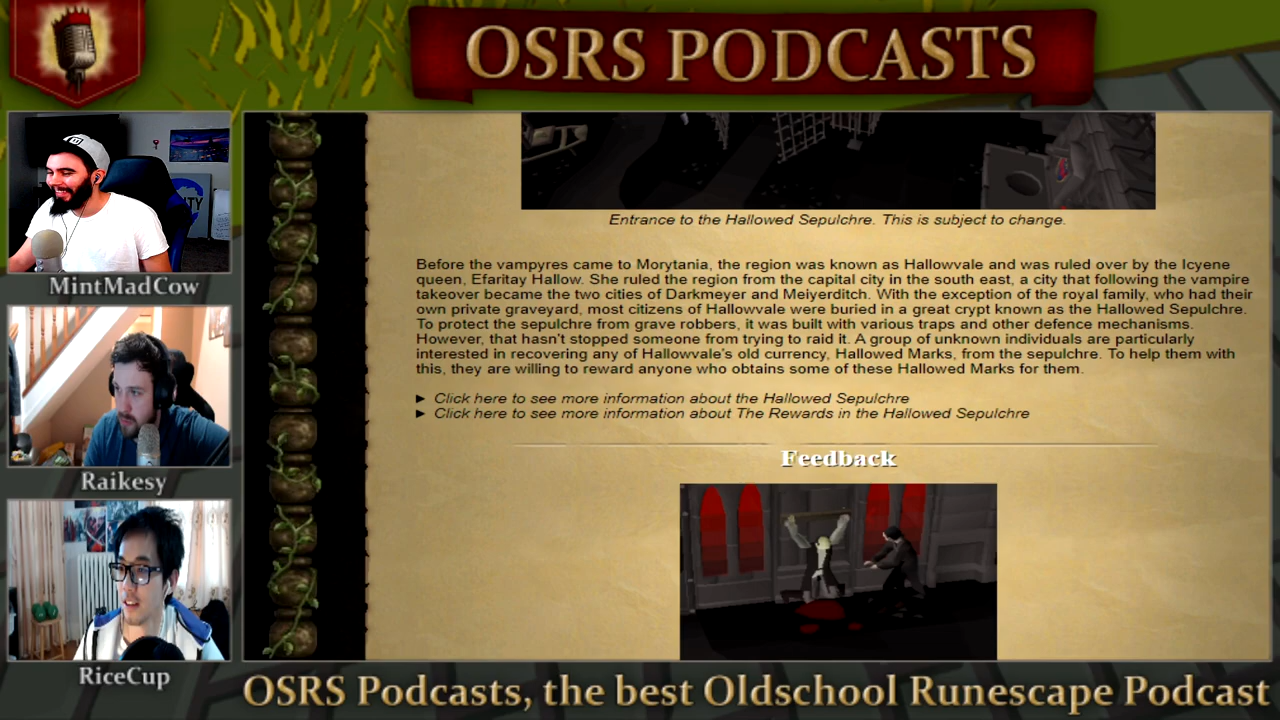 OSRS PODCASTS
MintMadCow
Raikesy
RiceCup
Entrance to the Hallowed Sepulchre. This is subject to change.
Before the vampyres came to Morytania, the region was known as Hallowvale and was ruled over by the Icyene
queen, Efaritay Hallow. She ruled the region from the capital city in the south east, a city that following the vampire
takeover became the two cities of Darkmeyer and Meiyerditch. With the exception of the royal family, who had their
own private graveyard, most citizens of Hallowvale were buried in a great crypt known as the Hallowed Sepulchre.
To protect the sepulchre from grave robbers, it was built with various traps and other defence mechanisms.
However, that hasn't stopped someone from trying to raid it. A group of unknown individuals are particularly
interested in recovering any of Hallowvale's old currency, Hallowed Marks, from the sepulchre. To help them with
this, they are willing to reward anyone who obtains some of these Hallowed Marks for them.
► Click here to see more information about the Hallowed Sepulchre
► Click here to see more information about The Rewards in the Hallowed Sepulchre
Feedback
OSRS Podcasts, the best Oldschool Runescape Podcast